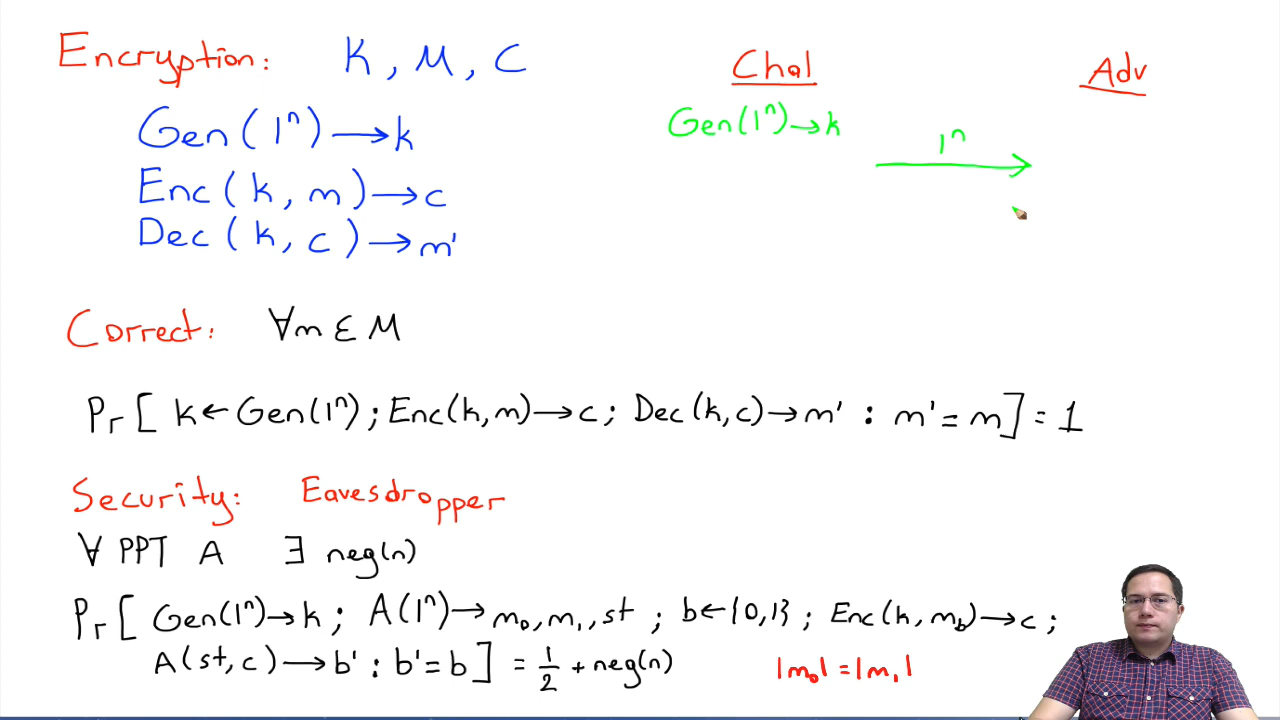 Encryption: K, M, C
Gen(1ⁿ) → k
Enc(k, m) → c
Dec(k, c) → m'
Chal
Adv
Gen(1ⁿ) → k
1ⁿ
Correct: ∀m ∈ M
Pr[ k ← Gen(1ⁿ); Enc(k, m) → c; Dec(k, c) → m' : m' = m ] = 1
Security: Eavesdropper
∀ PPT A ∃ neg(n)
Pr[ Gen(1ⁿ) → k; A(1ⁿ) → m₀, m₁, st; b ← {0,1}; Enc(k, m_b) → c;
A(st, c) → b' : b' = b ] = 1/2 + neg(n) |m₀| = |m₁|